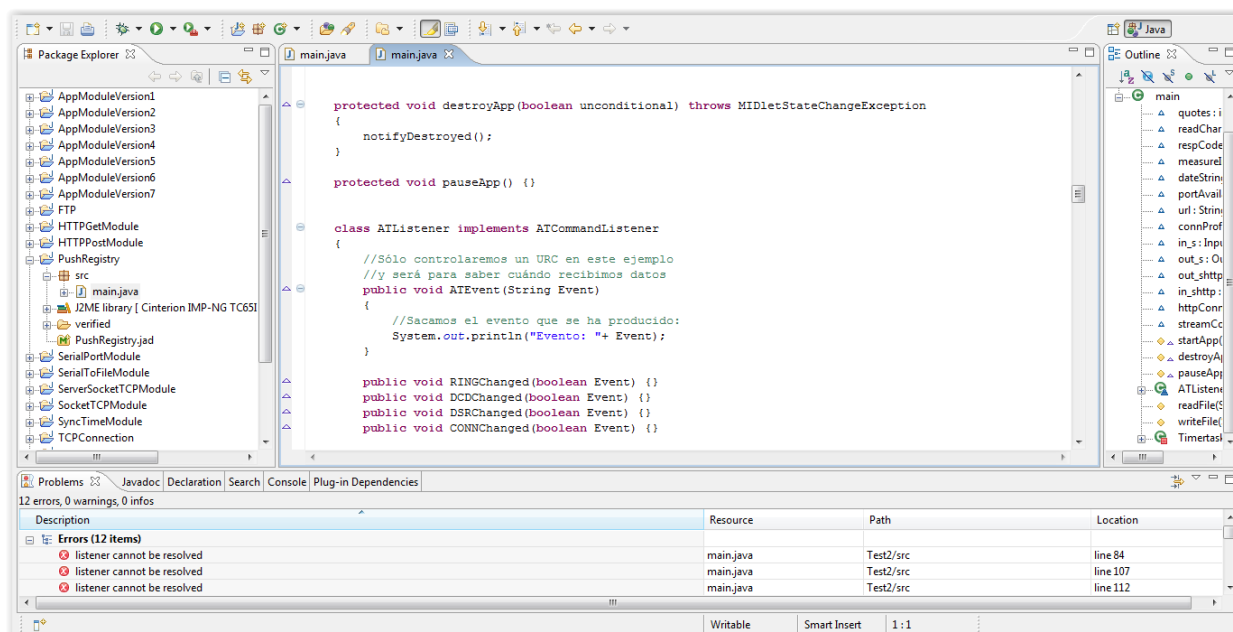 Java
Package Explorer
AppModuleVersion1
AppModuleVersion2
AppModuleVersion3
AppModuleVersion4
AppModuleVersion5
AppModuleVersion6
AppModuleVersion7
FTP
HTTPGetModule
HTTPPostModule
PushRegistry
src
main.java
J2ME library [ Cinterion IMP-NG TC65I
verified
PushRegistry.jad
SerialPortModule
SerialToFileModule
ServerSocketTCPModule
SocketTCPModule
SyncTimeModule
TCPConnection
main.java
main.java
protected void destroyApp(boolean unconditional) throws MIDletStateChangeException
{
notifyDestroyed();
}
protected void pauseApp() {}
class ATListener implements ATCommandListener
{
//Sólo controlaremos un URC en este ejemplo
//y será para saber cuándo recibimos datos
public void ATEvent(String Event)
{
//Sacamos el evento que se ha producido:
System.out.println("Evento: "+ Event);
}
public void RINGChanged(boolean Event) {}
public void DCDChanged(boolean Event) {}
public void DSRChanged(boolean Event) {}
public void CONNChanged(boolean Event) {}
Outline
main
quotes : i
readChar
respCode
measureI
dateString
portAvail
url : String
connProf
in_s : Inpu
out_s : Ou
out_shttp
in_shttp :
httpConn
streamCo
startApp(
destroyAp
pauseApp
ATListene
readFile(S
writeFile(
Timertask
Problems
Javadoc
Declaration
Search
Console
Plug-in Dependencies
12 errors, 0 warnings, 0 infos
Description Resource Path Location
Errors (12 items)
listener cannot be resolved main.java Test2/src line 84
listener cannot be resolved main.java Test2/src line 107
listener cannot be resolved main.java Test2/src line 112
Writable Smart Insert 1 : 1